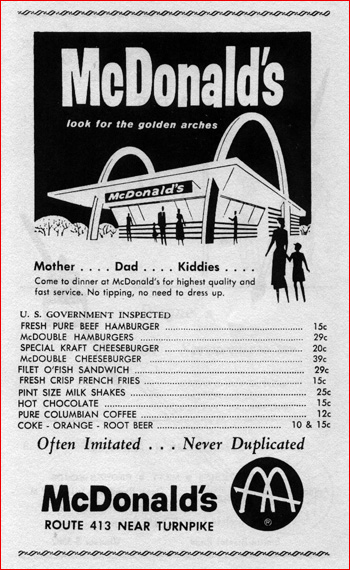 McDonald's
look for the golden arches
McDonald's
Mother . . . . Dad . . . . Kiddies . . . .
Come to dinner at McDonald's for highest quality and
fast service. No tipping, no need to dress up.
U. S. GOVERNMENT INSPECTED
FRESH PURE BEEF HAMBURGER ........ 15c
McDOUBLE HAMBURGERS ........ 29c
SPECIAL KRAFT CHEESEBURGER ........ 20c
McDOUBLE CHEESEBURGER ........ 39c
FILET O'FISH SANDWICH ........ 29c
FRESH CRISP FRENCH FRIES ........ 15c
PINT SIZE MILK SHAKES ........ 25c
HOT CHOCOLATE ........ 15c
PURE COLUMBIAN COFFEE ........ 12c
COKE - ORANGE - ROOT BEER ........ 10 & 15c
Often Imitated . . . Never Duplicated
McDonald's
ROUTE 413 NEAR TURNPIKE
®